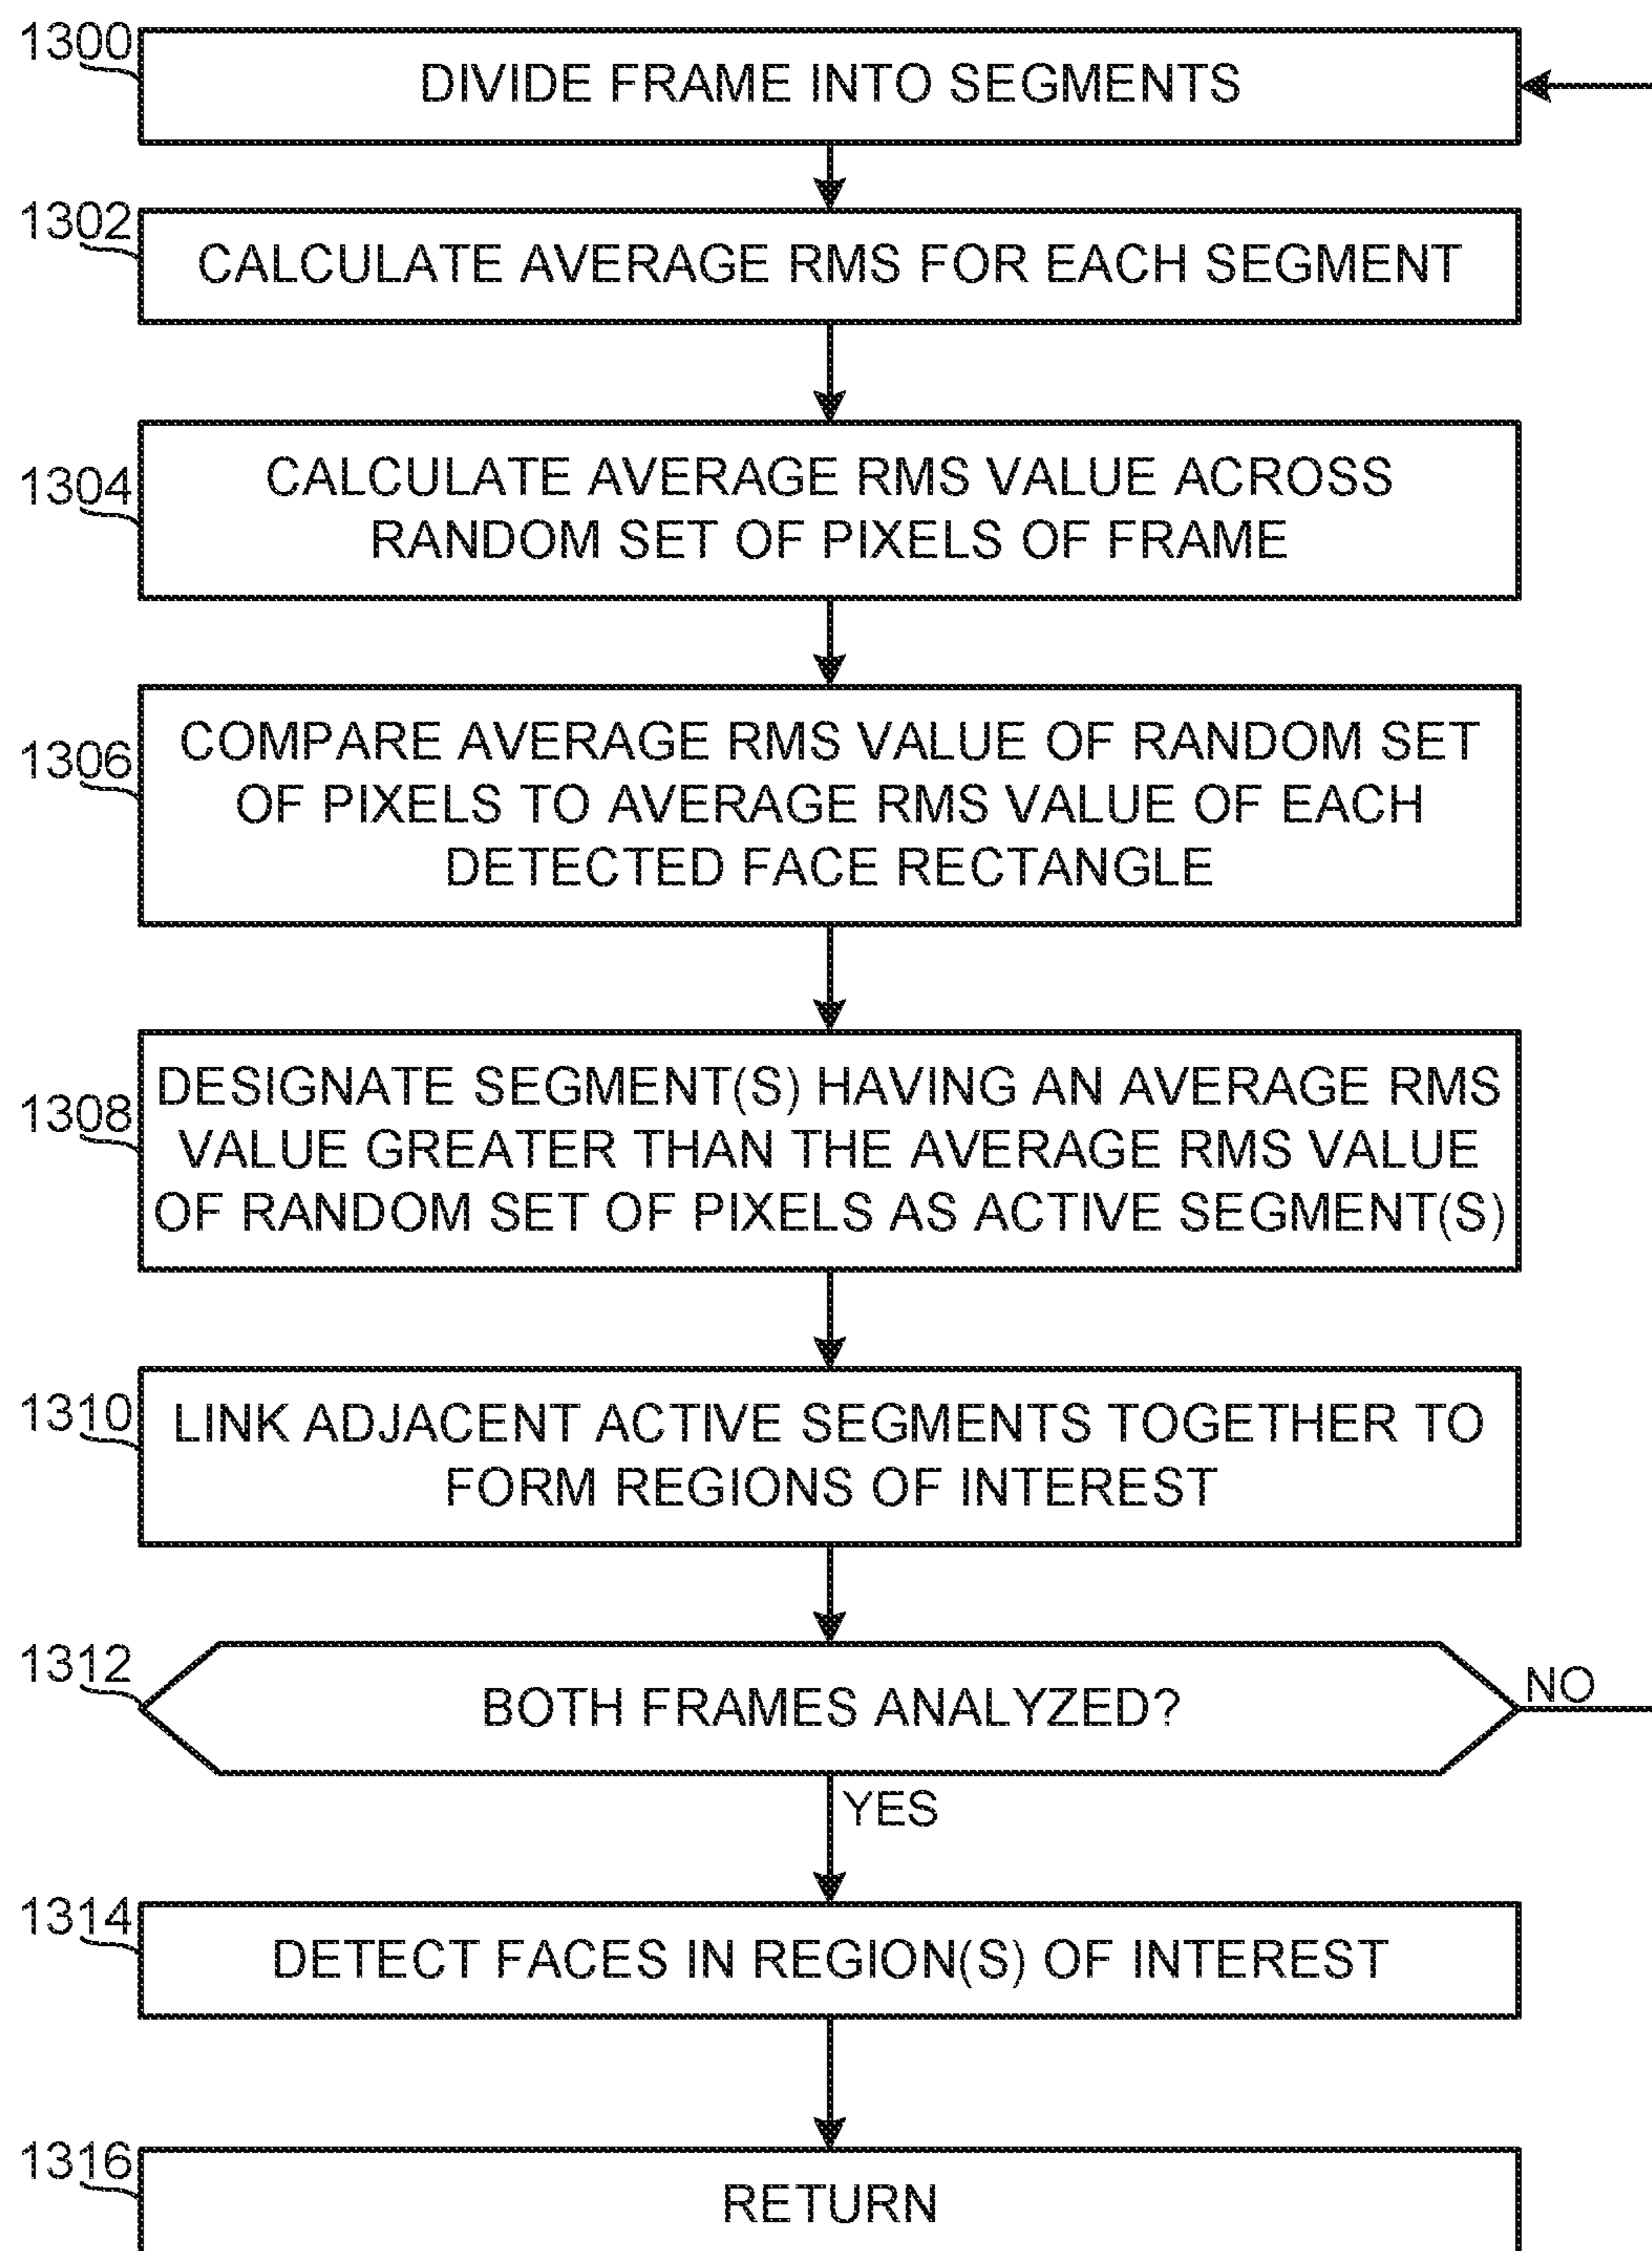 1300
DIVIDE FRAME INTO SEGMENTS
1302
CALCULATE AVERAGE RMS FOR EACH SEGMENT
1304
CALCULATE AVERAGE RMS VALUE ACROSS
RANDOM SET OF PIXELS OF FRAME
1306
COMPARE AVERAGE RMS VALUE OF RANDOM SET
OF PIXELS TO AVERAGE RMS VALUE OF EACH
DETECTED FACE RECTANGLE
1308
DESIGNATE SEGMENT(S) HAVING AN AVERAGE RMS
VALUE GREATER THAN THE AVERAGE RMS VALUE
OF RANDOM SET OF PIXELS AS ACTIVE SEGMENT(S)
1310
LINK ADJACENT ACTIVE SEGMENTS TOGETHER TO
FORM REGIONS OF INTEREST
1312
BOTH FRAMES ANALYZED?
NO
YES
1314
DETECT FACES IN REGION(S) OF INTEREST
1316
RETURN